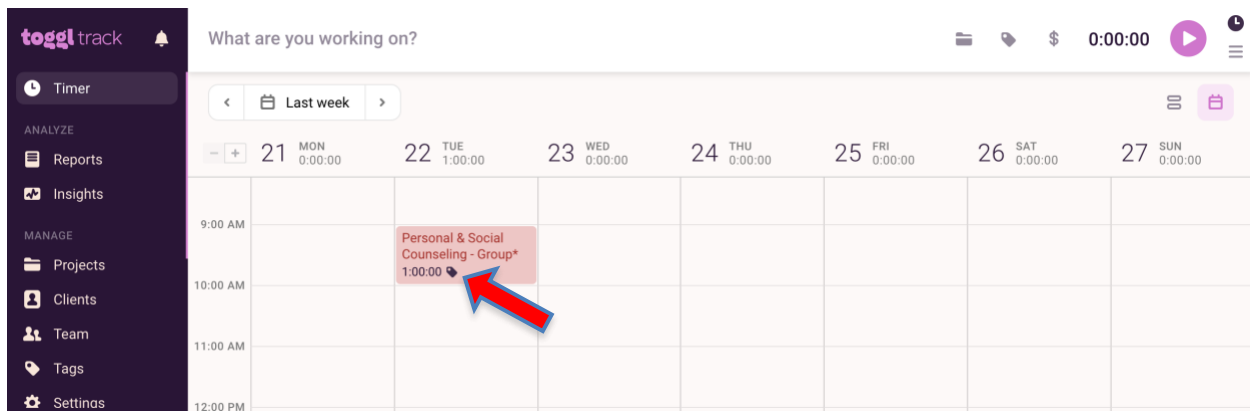 toggl track
What are you working on?
$
0:00:00
Timer
Last week
ANALYZE
Reports
Insights
MANAGE
Projects
Clients
Team
Tags
Settings
- +
21 MON 0:00:00
22 TUE 1:00:00
23 WED 0:00:00
24 THU 0:00:00
25 FRI 0:00:00
26 SAT 0:00:00
27 SUN 0:00:00
9:00 AM
Personal & Social
Counseling - Group*
1:00:00
10:00 AM
11:00 AM
12:00 PM